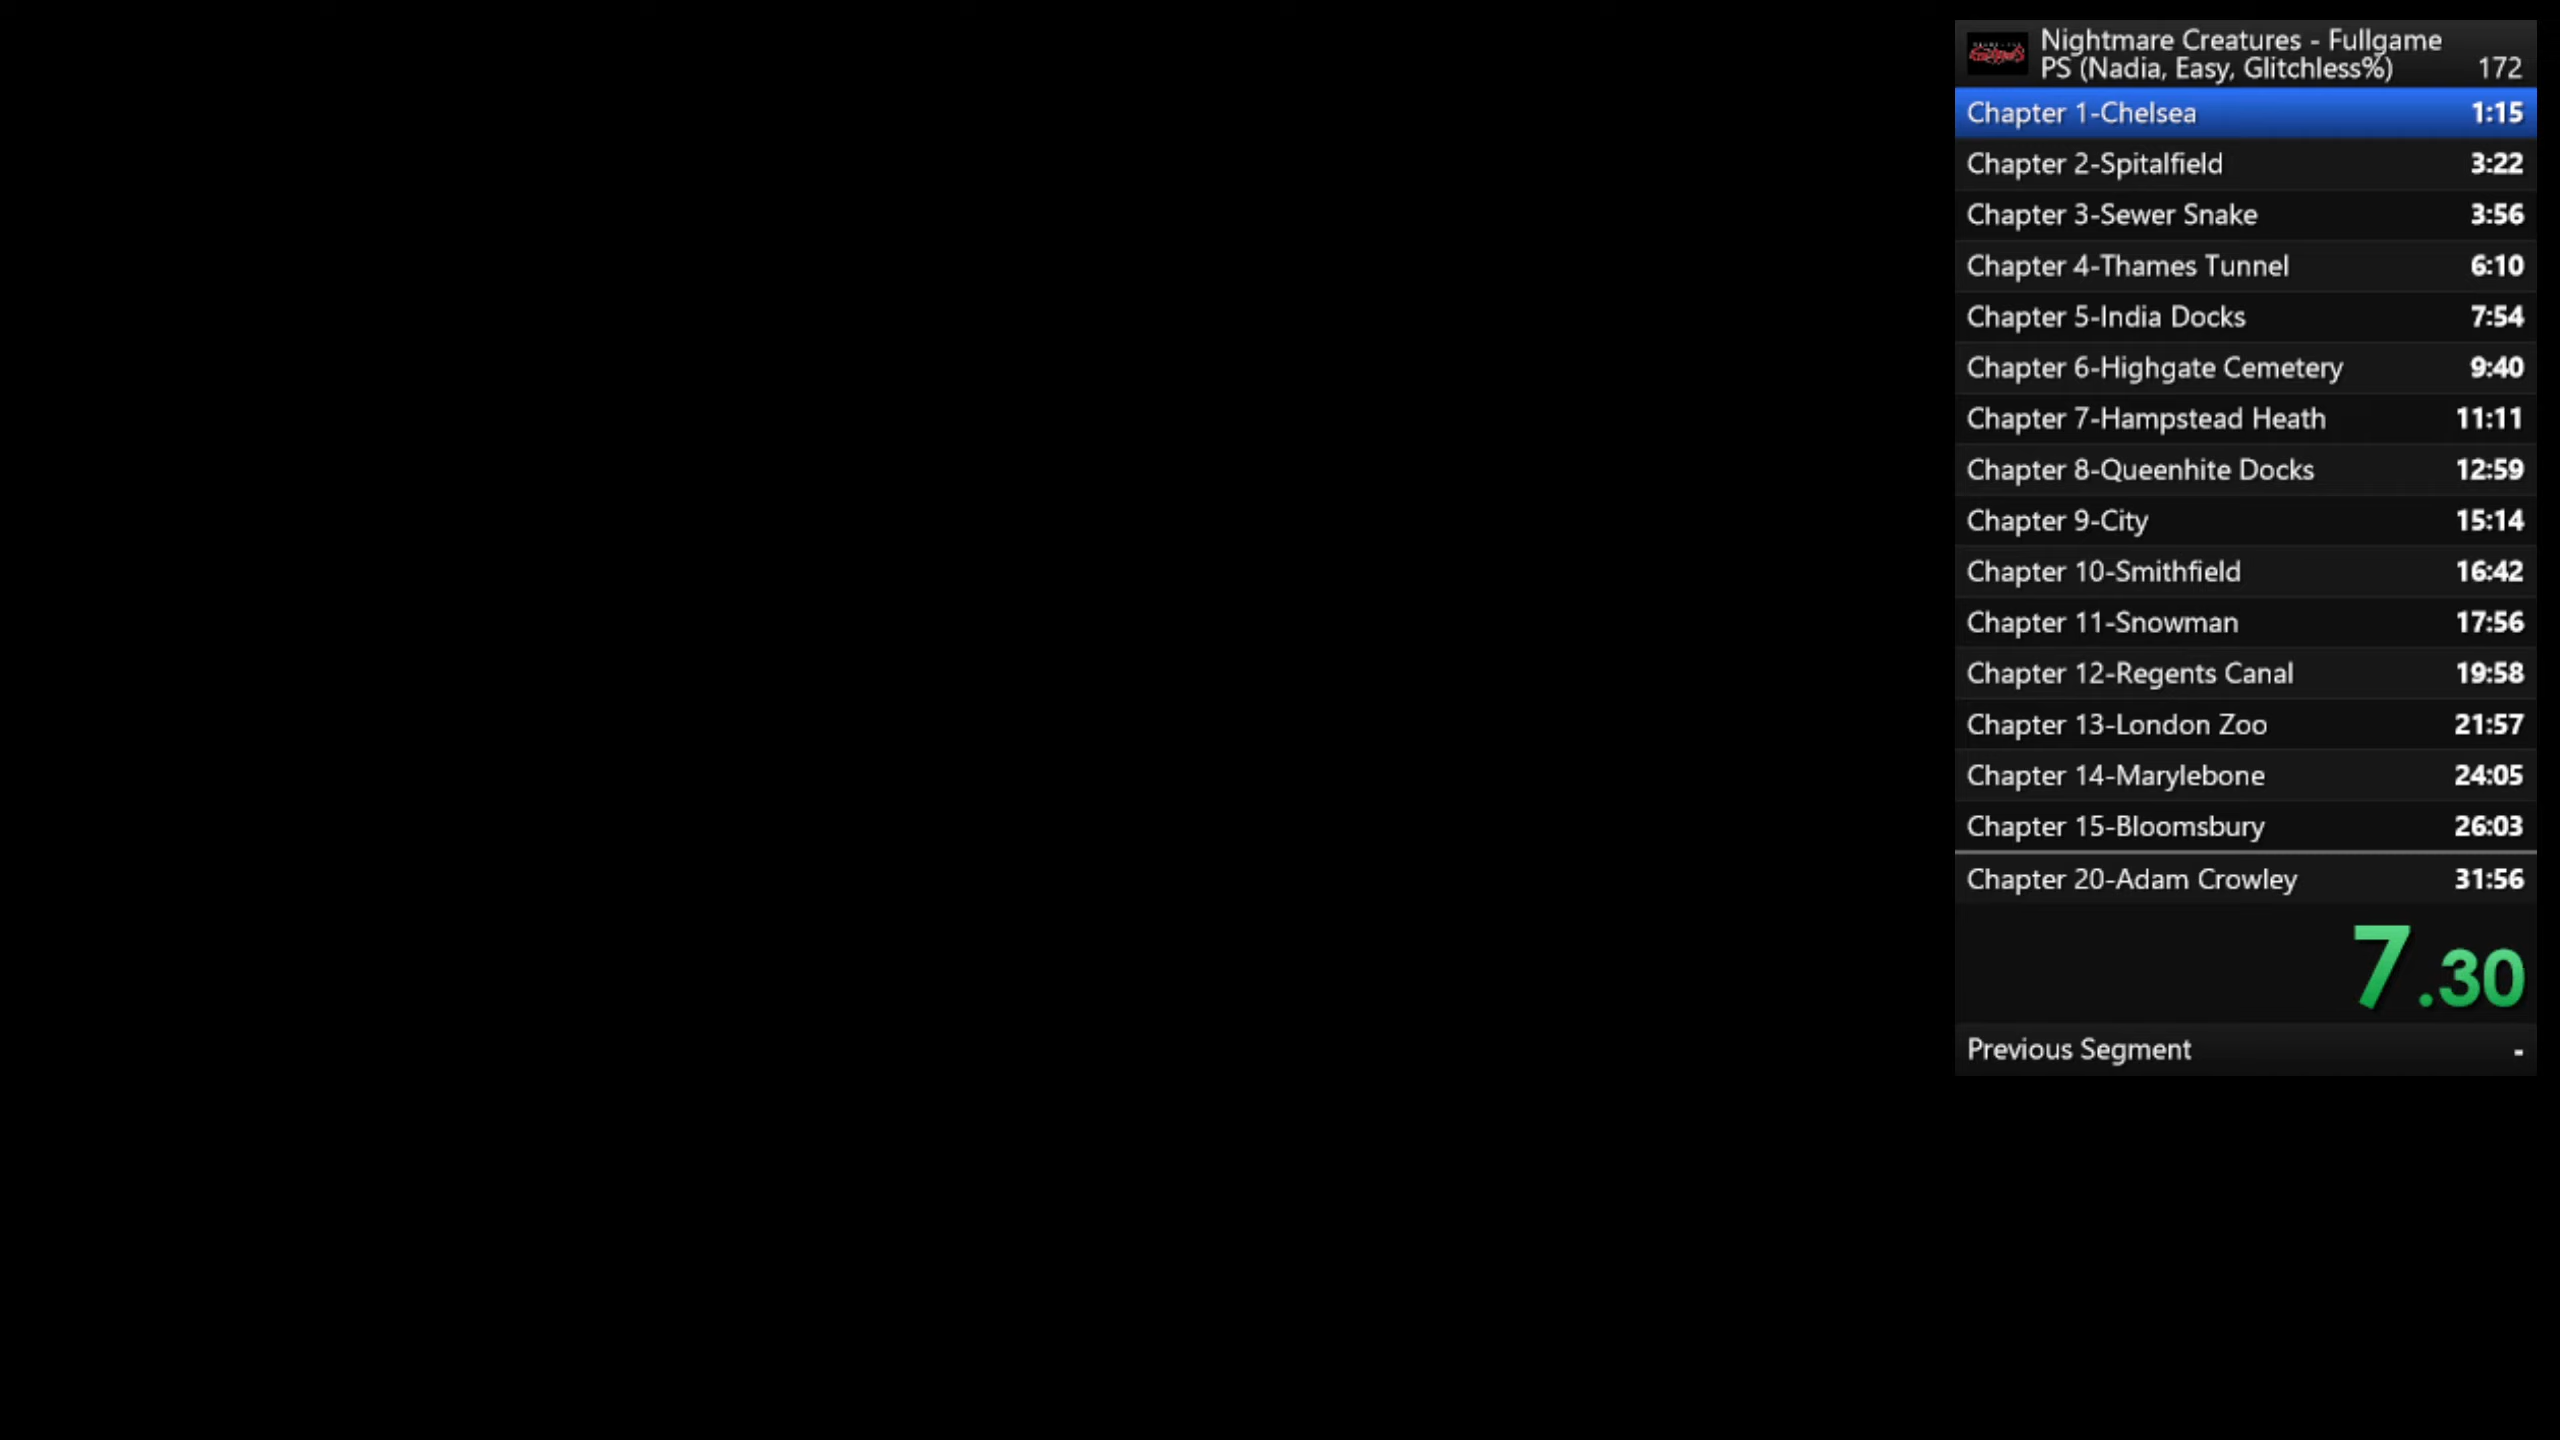 Nightmare Creatures - Fullgame
PS (Nadia, Easy, Glitchless%) 172
Chapter 1-Chelsea 1:15
Chapter 2-Spitalfield 3:22
Chapter 3-Sewer Snake 3:56
Chapter 4-Thames Tunnel 6:10
Chapter 5-India Docks 7:54
Chapter 6-Highgate Cemetery 9:40
Chapter 7-Hampstead Heath 11:11
Chapter 8-Queenhite Docks 12:59
Chapter 9-City 15:14
Chapter 10-Smithfield 16:42
Chapter 11-Snowman 17:56
Chapter 12-Regents Canal 19:58
Chapter 13-London Zoo 21:57
Chapter 14-Marylebone 24:05
Chapter 15-Bloomsbury 26:03
Chapter 20-Adam Crowley 31:56
7.30
Previous Segment -